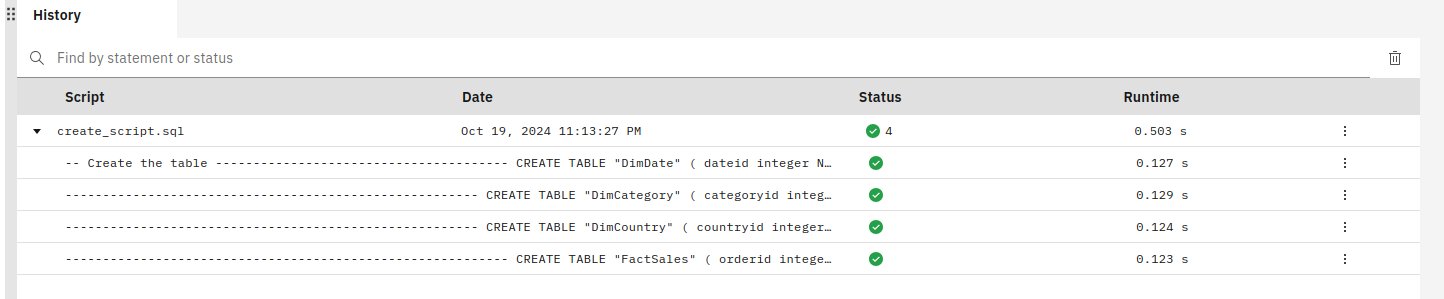 History
Find by statement or status
Script Date Status Runtime
create_script.sql Oct 19, 2024 11:13:27 PM 4 0.503 s
-- Create the table --------------------------------------- CREATE TABLE "DimDate" ( dateid integer N… 0.127 s
------------------------------------------------------- CREATE TABLE "DimCategory" ( categoryid integ… 0.129 s
------------------------------------------------------- CREATE TABLE "DimCountry" ( countryid integer… 0.124 s
----------------------------------------------------------- CREATE TABLE "FactSales" ( orderid intege… 0.123 s